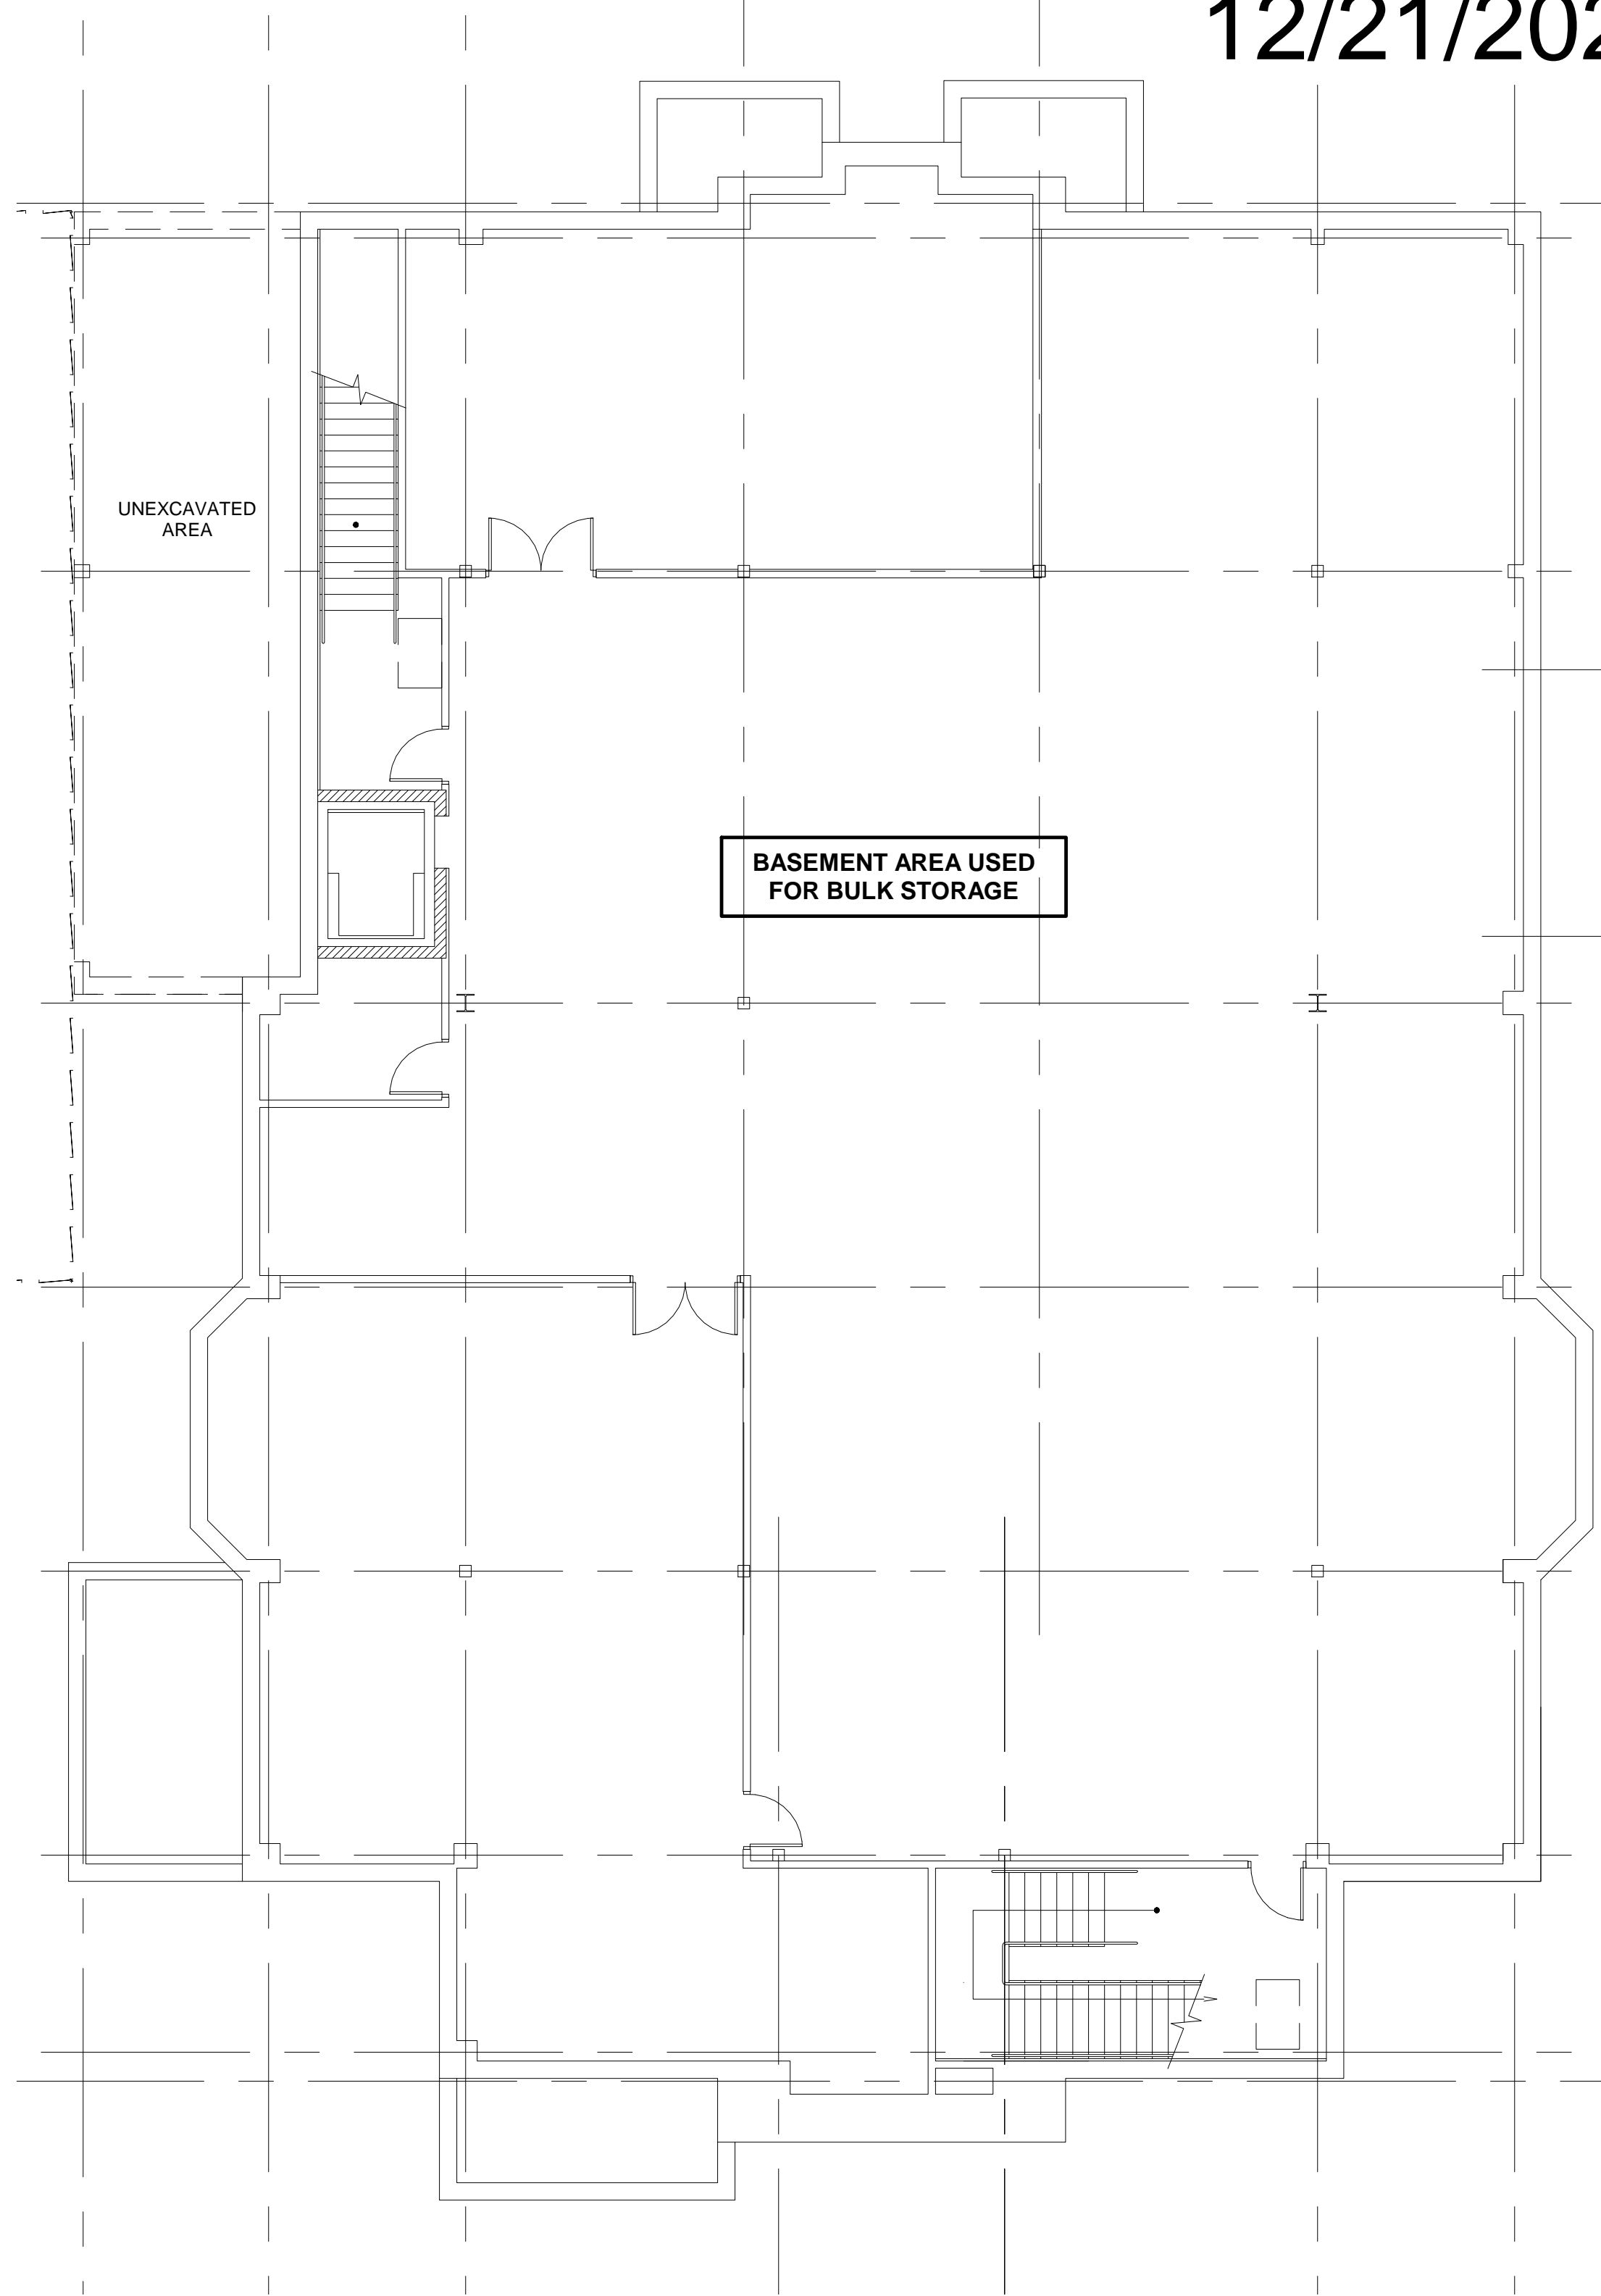 12/21/202
UNEXCAVATED
AREA
BASEMENT AREA USED
FOR BULK STORAGE